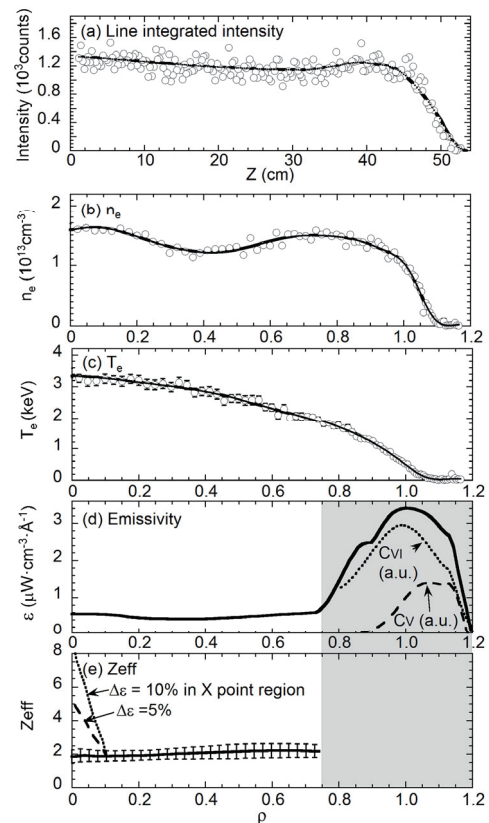 (a) Line integrated intensity
Intensity (10³counts)
1.8
1.2
0.6
0
0 10 20 30 40 50
Z (cm)
(b) nₑ
nₑ (10¹³cm⁻³)
2
1
0
0 0.2 0.4 0.6 0.8 1.0 1.2
(c) Tₑ
Tₑ (keV)
4
3
2
1
0
0 0.2 0.4 0.6 0.8 1.0 1.2
(d) Emissivity
ε (μW·cm⁻³·Å⁻¹)
3
2
1
0
CVI
(a.u.)
CV (a.u.)
0 0.2 0.4 0.6 0.8 1.0 1.2
(e) Zeff
Zeff
8
6
4
2
0
Δε = 10% in X point region
Δε =5%
0 0.2 0.4 0.6 0.8 1.0 1.2
ρ